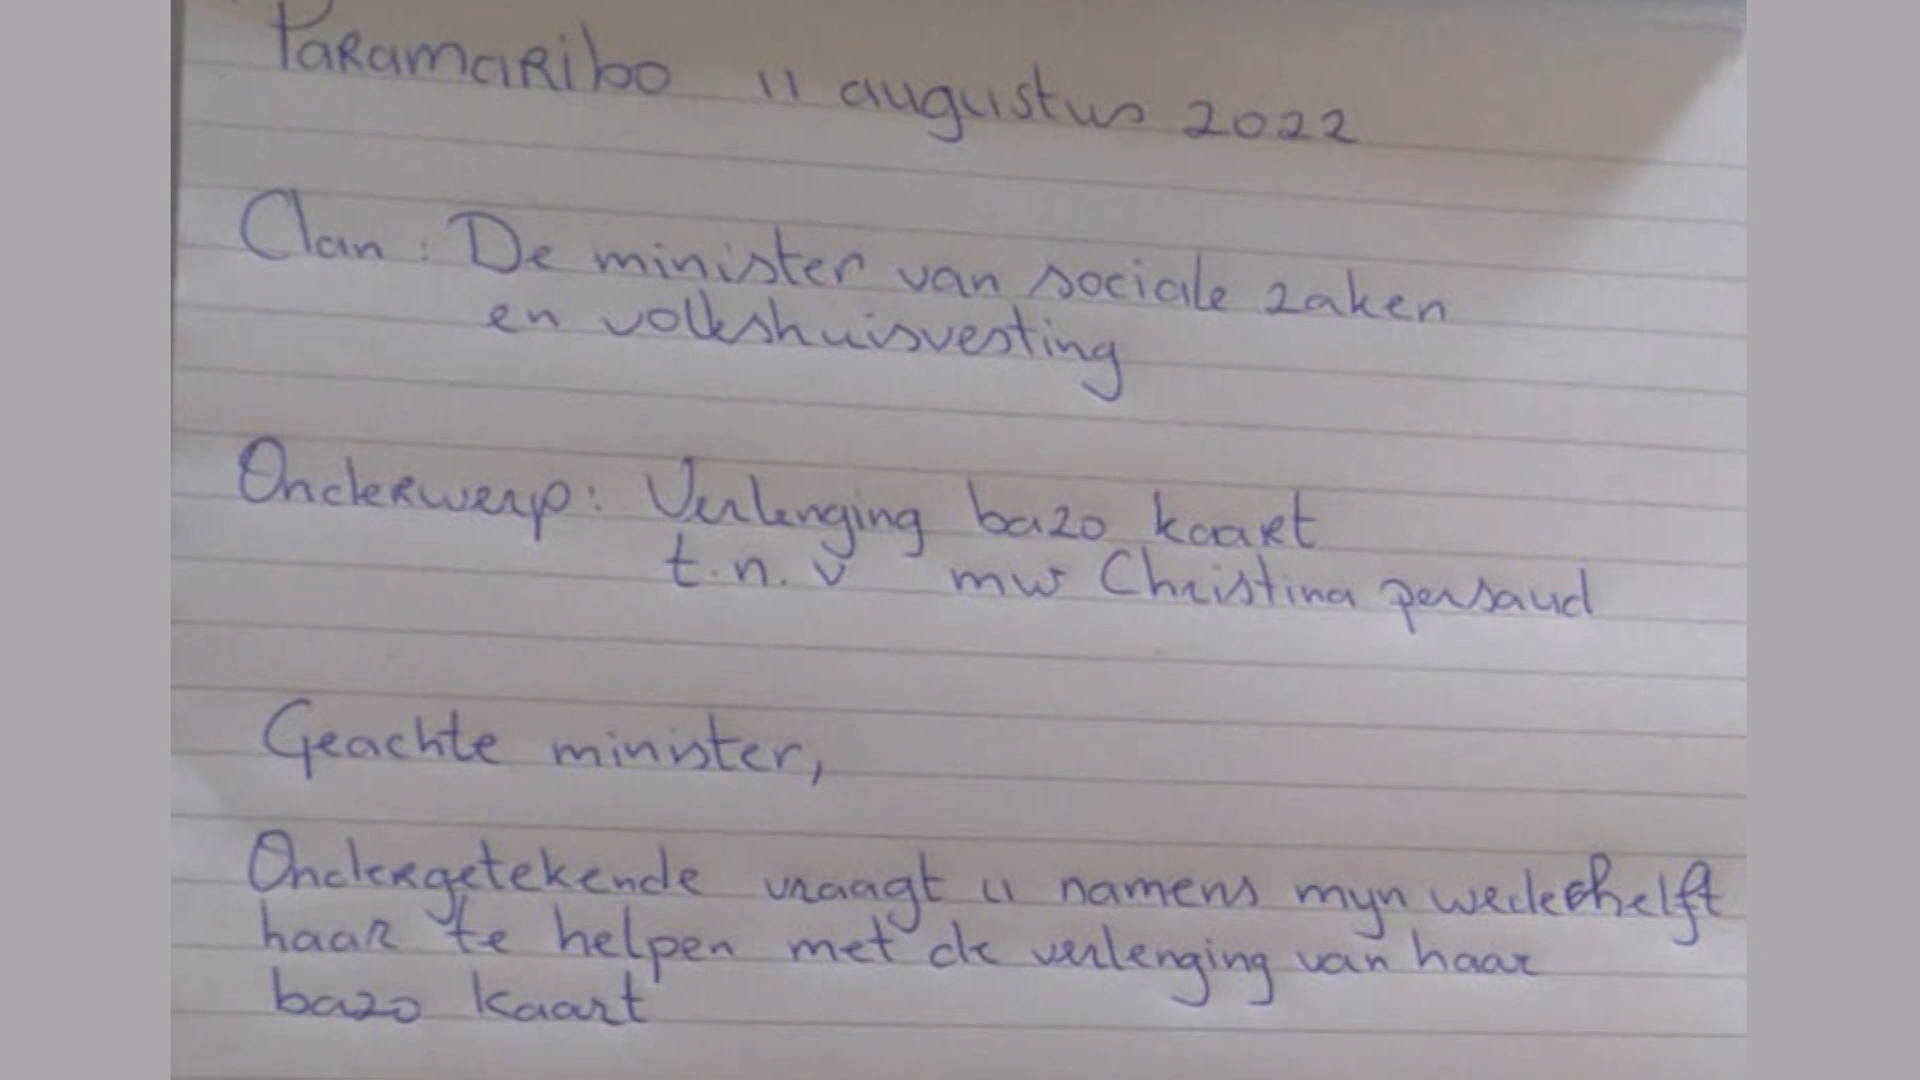 Paramaribo 11 augustus 2022
Aan: De minister van sociale zaken
en volkshuisvesting
Onderwerp: Verlenging bazo kaart
t.n.v mw Christina persaud
Geachte minister,
Ondergetekende vraagt u namens mijn wederhelft
haar te helpen met de verlenging van haar
bazo kaart